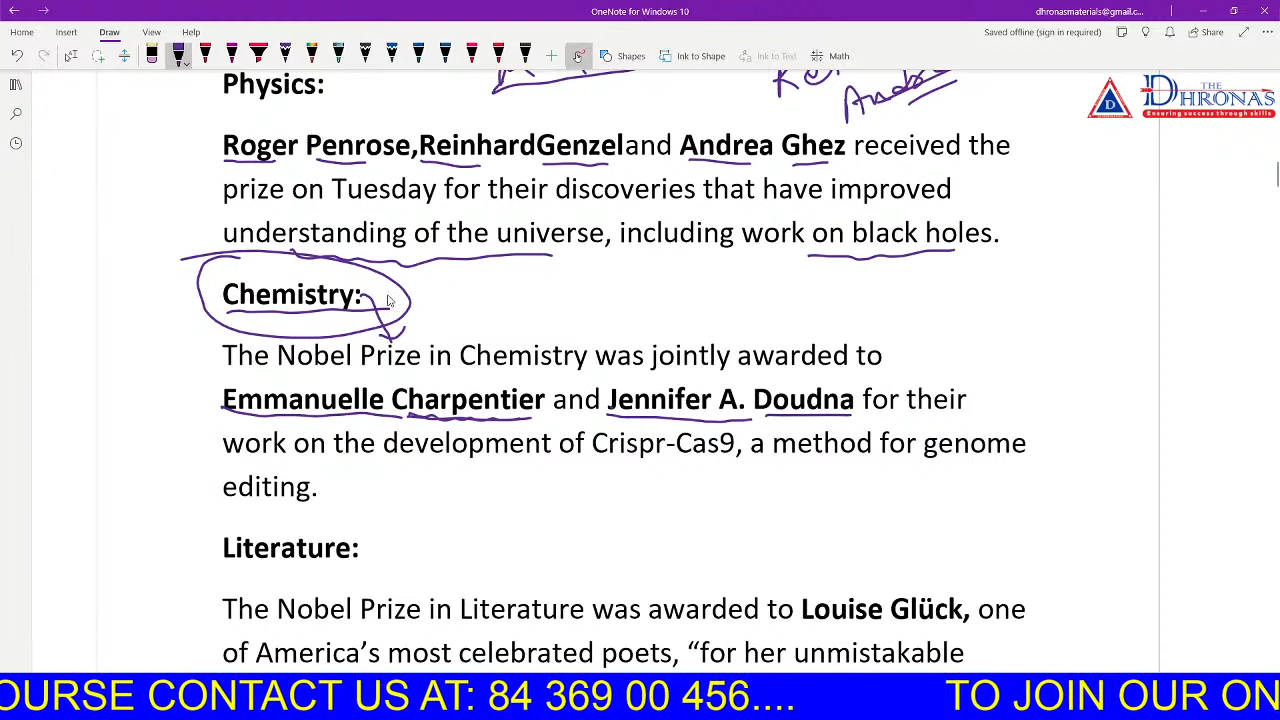 OneNote for Windows 10
dhronasmaterials@gmail.c...
Home Insert Draw View Help
Saved offline (sign in required) Share
Shapes Ink to Shape Ink to Text Math
Physics:
THE
DHRONAS
Ensuring success through skills
Roger Penrose,ReinhardGenzeland Andrea Ghez received the
prize on Tuesday for their discoveries that have improved
understanding of the universe, including work on black holes.
Chemistry:
The Nobel Prize in Chemistry was jointly awarded to
Emmanuelle Charpentier and Jennifer A. Doudna for their
work on the development of Crispr-Cas9, a method for genome
editing.
Literature:
The Nobel Prize in Literature was awarded to Louise Glück, one
of America’s most celebrated poets, “for her unmistakable
OURSE CONTACT US AT: 84 369 00 456.... TO JOIN OUR ON